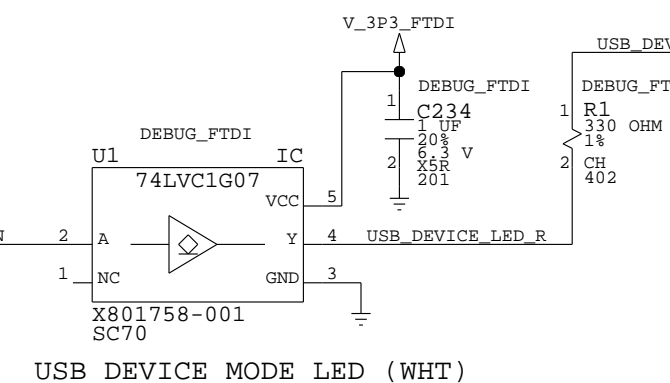 V_3P3_FTDI
USB_DEV
DEBUG_FTDI
DEBUG_FT
1
C234
1 UF
20%
6.3 V
X5R
201
2
1
R1
330 OHM
1%
CH
402
2
DEBUG_FTDI
U1
IC
74LVC1G07
VCC
5
2
A
Y
4
USB_DEVICE_LED_R
1
NC
GND
3
X801758-001
SC70
USB DEVICE MODE LED (WHT)